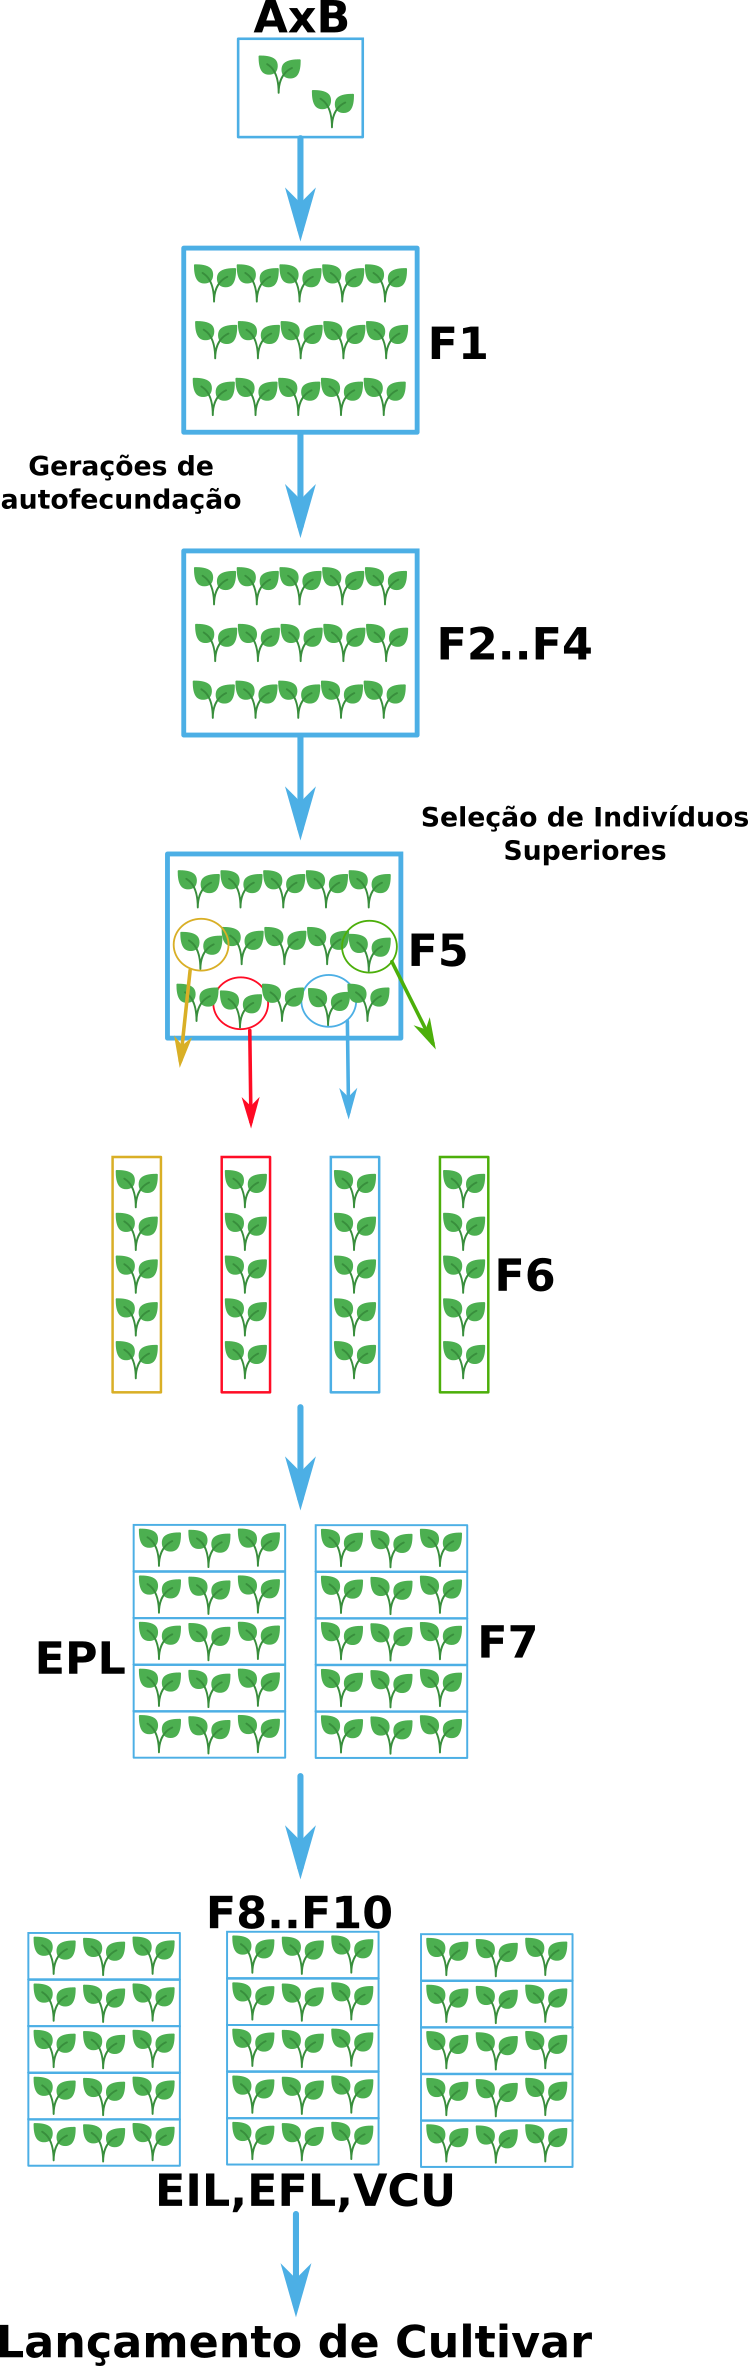 AxB
F1
Gerações de
autofecundação
F2..F4
Seleção de Indivíduos
Superiores
F5
F6
F7
EPL
F8..F10
EIL,EFL,VCU
Lançamento de Cultivar